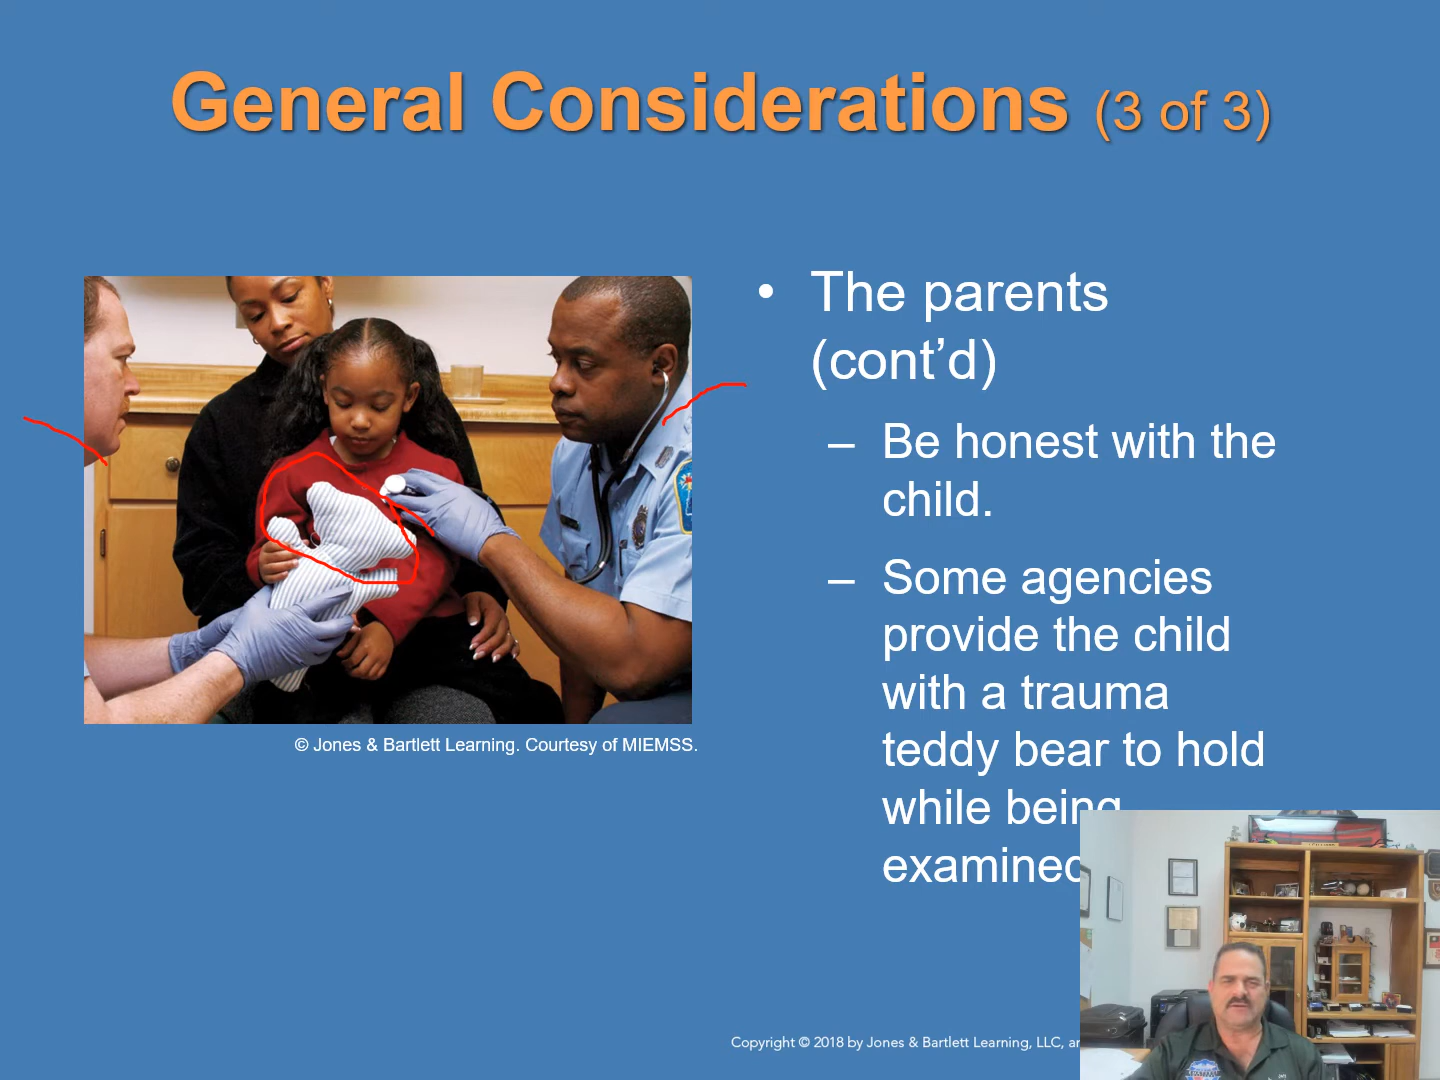 General Considerations (3 of 3)
• The parents
(cont’d)
– Be honest with the
child.
– Some agencies
provide the child
with a trauma
teddy bear to hold
while being
examined
© Jones & Bartlett Learning. Courtesy of MIEMSS.
Copyright © 2018 by Jones & Bartlett Learning, LLC,